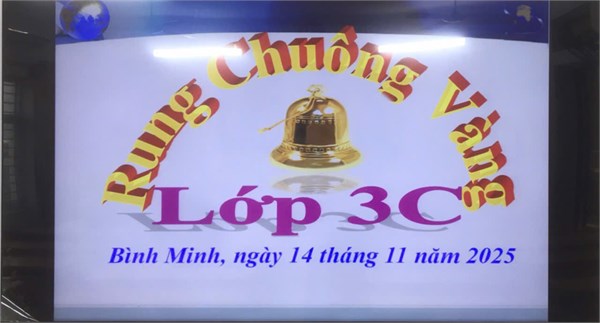 Rung Chuông Vàng
Lớp 3C
Bình Minh, ngày 14 tháng 11 năm 2025